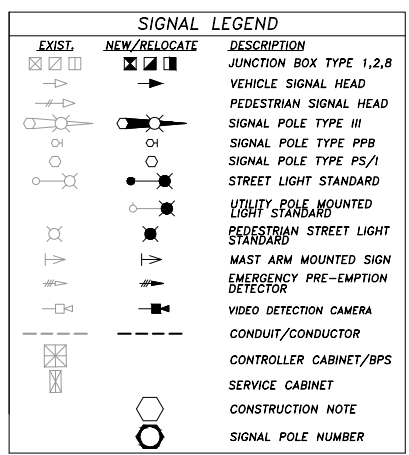 SIGNAL LEGEND
EXIST. NEW/RELOCATE DESCRIPTION
JUNCTION BOX TYPE 1,2,8
VEHICLE SIGNAL HEAD
PEDESTRIAN SIGNAL HEAD
SIGNAL POLE TYPE III
SIGNAL POLE TYPE PPB
SIGNAL POLE TYPE PS/I
STREET LIGHT STANDARD
UTILITY POLE MOUNTED
LIGHT STANDARD
PEDESTRIAN STREET LIGHT
STANDARD
MAST ARM MOUNTED SIGN
EMERGENCY PRE-EMPTION
DETECTOR
VIDEO DETECTION CAMERA
CONDUIT/CONDUCTOR
CONTROLLER CABINET/BPS
SERVICE CABINET
CONSTRUCTION NOTE
SIGNAL POLE NUMBER